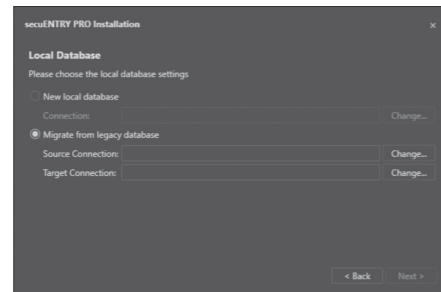 secuENTRY PRO Installation ×
Local Database
Please choose the local database settings
New local database
Connection: Change...
Migrate from legacy database
Source Connection: Change...
Target Connection: Change...
< Back Next >